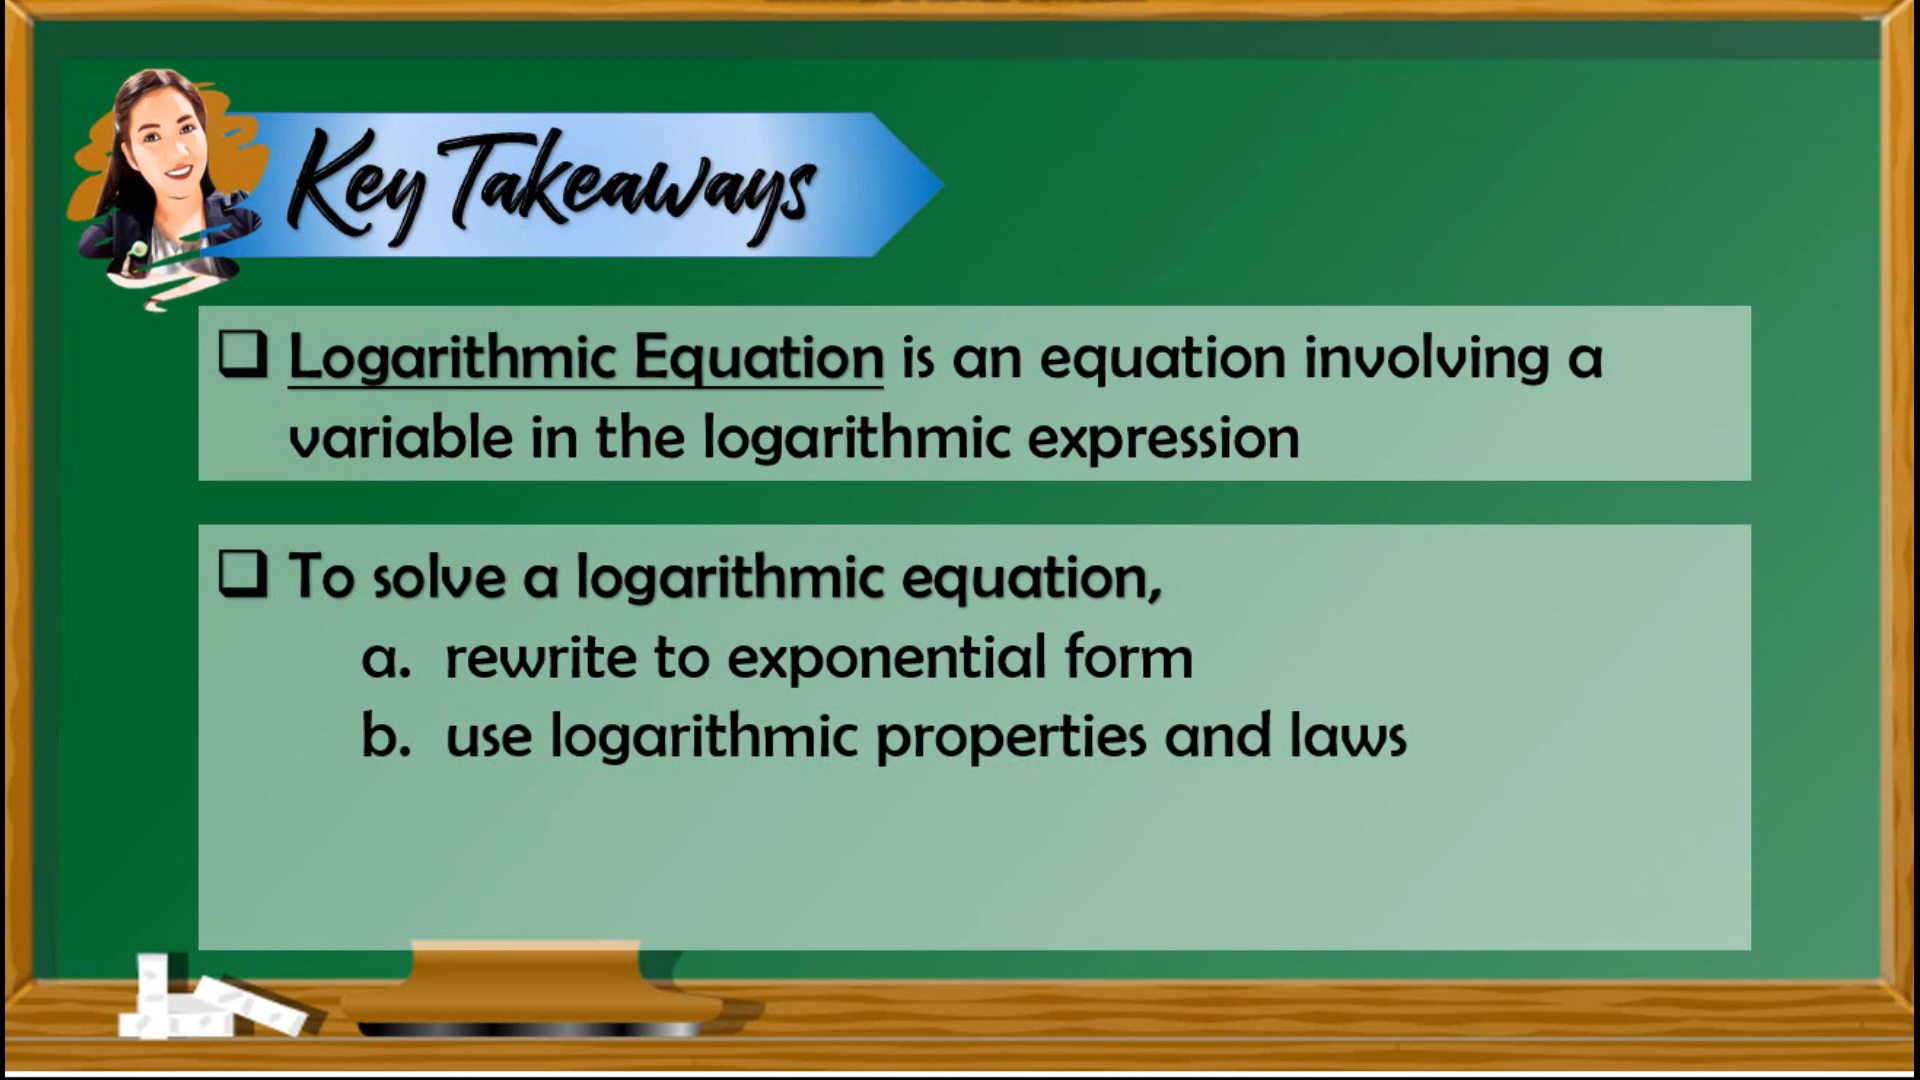 Key Takeaways
❑ Logarithmic Equation is an equation involving a
variable in the logarithmic expression
❑ To solve a logarithmic equation,
a. rewrite to exponential form
b. use logarithmic properties and laws